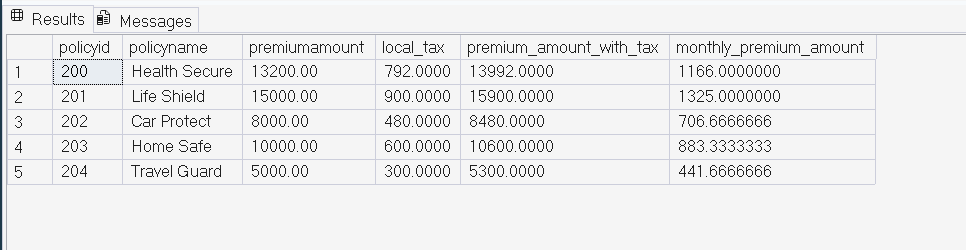 Results Messages
policyid policyname premiumamount local_tax premium_amount_with_tax monthly_premium_amount
1 200 Health Secure 13200.00 792.0000 13992.0000 1166.0000000
2 201 Life Shield 15000.00 900.0000 15900.0000 1325.0000000
3 202 Car Protect 8000.00 480.0000 8480.0000 706.6666666
4 203 Home Safe 10000.00 600.0000 10600.0000 883.3333333
5 204 Travel Guard 5000.00 300.0000 5300.0000 441.6666666